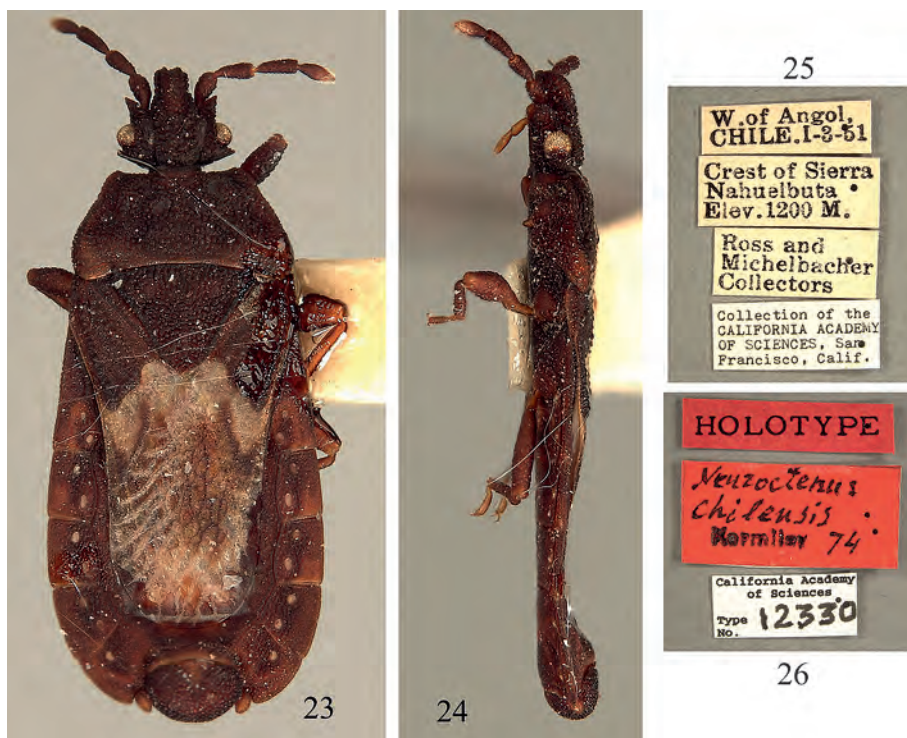 25
W. of Angol,
CHILE. I-3-51
Crest of Sierra
Nahuelbuta
Elev. 1200 M.
Ross and
Michelbacher
Collectors
Collection of the
CALIFORNIA ACADEMY
OF SCIENCES, San
Francisco, Calif.
HOLOTYPE
Neuroctenus
chilensis
Kormilev 74
California Academy
of Sciences
Type
No. 12330
23
24
26